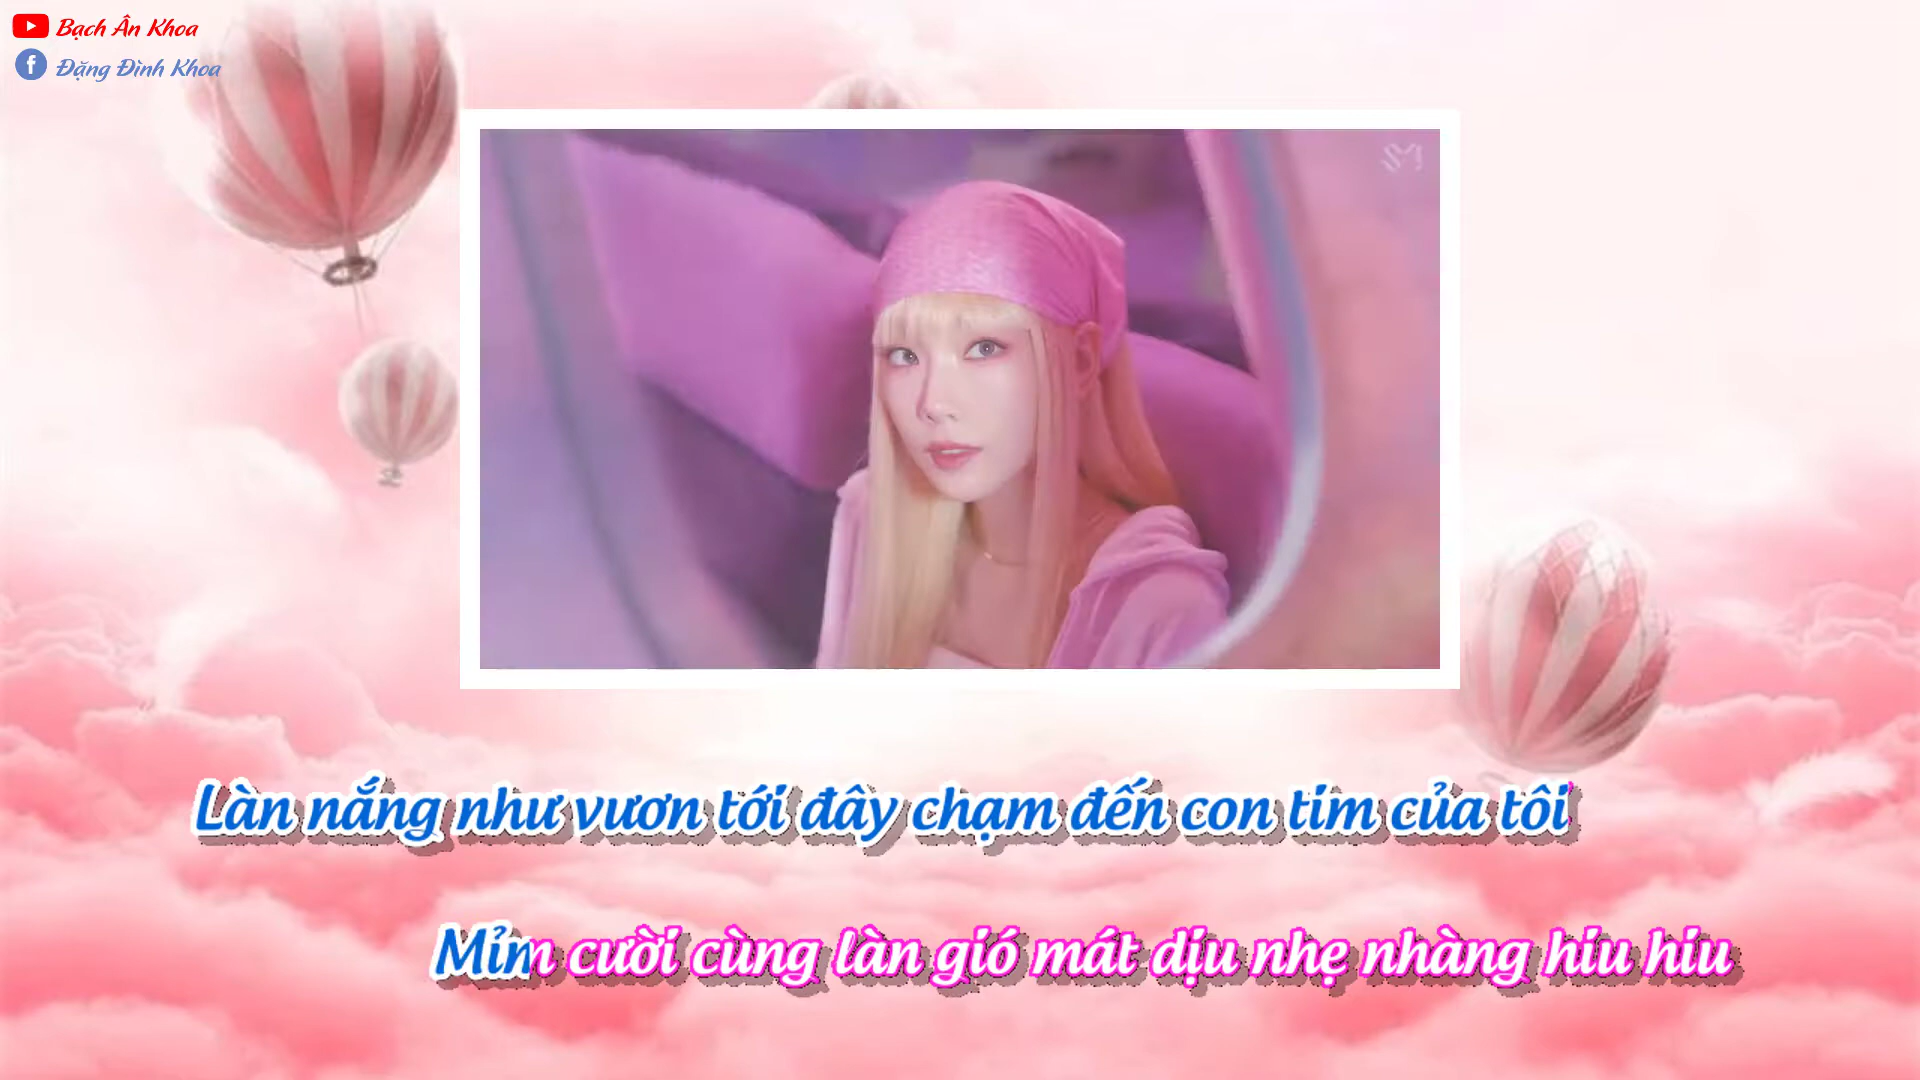 Bạch Ân Khoa
Đặng Đình Khoa
SM
Làn nắng như vươn tới đây chạm đến con tim của tôi
Mỉm cười cùng làn gió mát dịu nhẹ nhàng hiu hiu